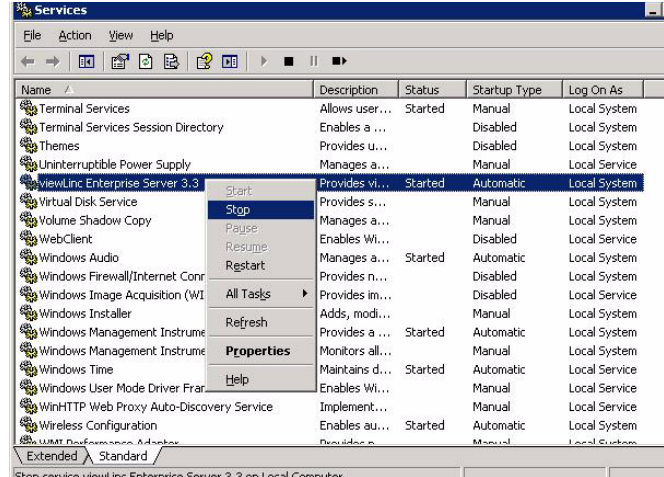 Services
File Action View Help
Name Description Status Startup Type Log On As
Terminal Services Allows user... Started Manual Local System
Terminal Services Session Directory Enables a ... Disabled Local System
Themes Provides u... Disabled Local System
Uninterruptible Power Supply Manages a... Manual Local Service
viewLinc Enterprise Server 3.3 Provides vi... Started Automatic Local System
Virtual Disk Service Provides s... Manual Local System
Volume Shadow Copy Manages a... Manual Local System
WebClient Enables Wi... Disabled Local Service
Windows Audio Manages a... Started Automatic Local System
Windows Firewall/Internet Conn Provides n... Disabled Local System
Windows Image Acquisition (WI Provides im... Disabled Local Service
Windows Installer Adds, modi... Manual Local System
Windows Management Instrume Provides a ... Started Automatic Local System
Windows Management Instrume Monitors all... Manual Local System
Windows Time Maintains d... Started Automatic Local System
Windows User Mode Driver Fran Enables Wi... Manual Local Service
WinHTTP Web Proxy Auto-Discovery Service Implement... Manual Local Service
Wireless Configuration Enables au... Started Automatic Local System
WMI Performance Adapter Provides p... Manual Local System
Start
Stop
Pause
Resume
Restart
All Tasks
Refresh
Properties
Help
Extended Standard
Stop service viewLinc Enterprise Server 3.3 on Local Computer